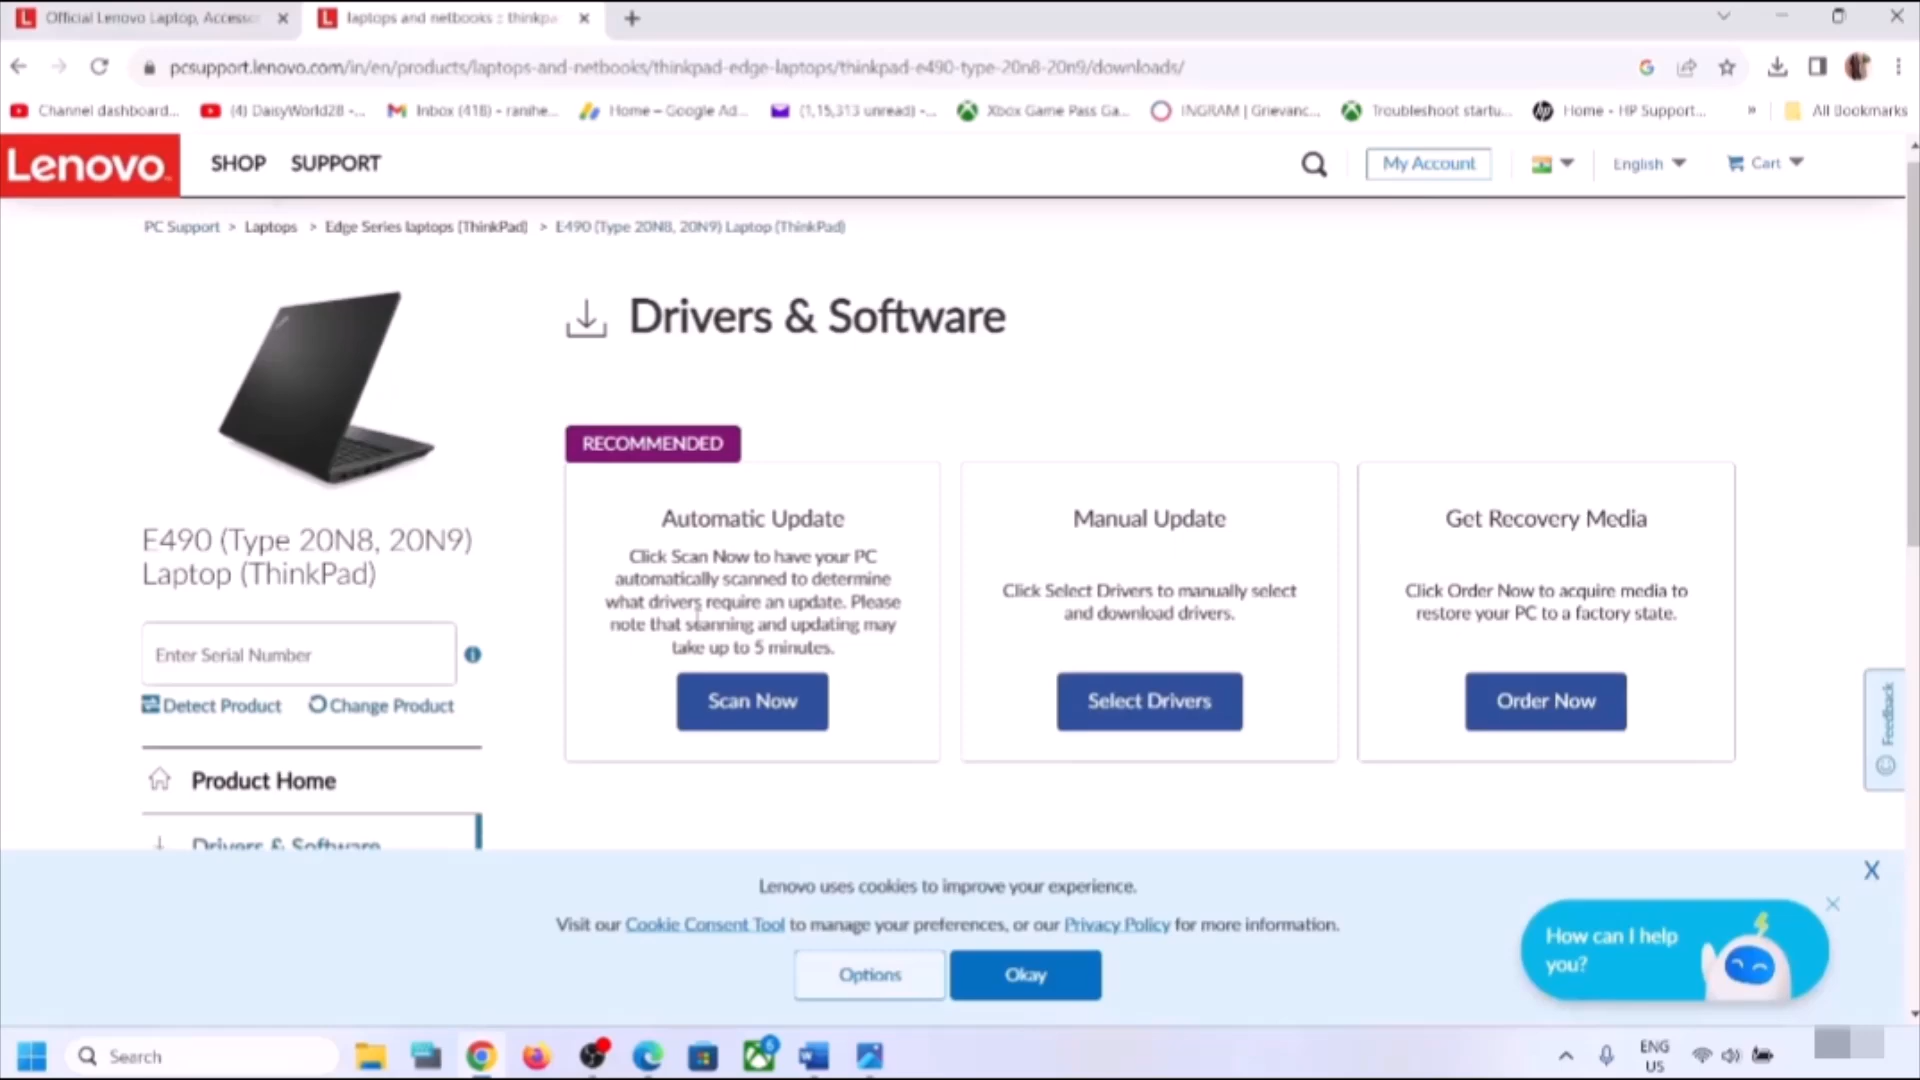 Official Lenovo Laptop, Accessor
laptops and netbooks :: thinkpa
pcsupport.lenovo.com/in/en/products/laptops-and-netbooks/thinkpad-edge-laptops/thinkpad-e490-type-20n8-20n9/downloads/
Channel dashboard...
(4) DaisyWorld28 -...
Inbox (418) - ranihe...
Home – Google Ad...
(1,15,313 unread) -...
Xbox Game Pass Ga...
INGRAM | Grievanc...
Troubleshoot startu...
Home - HP Support...
»
All Bookmarks
Lenovo
SHOP
SUPPORT
My Account
English
Cart
PC Support > Laptops > Edge Series laptops (ThinkPad) > E490 (Type 20N8, 20N9) Laptop (ThinkPad)
Drivers & Software
E490 (Type 20N8, 20N9)
Laptop (ThinkPad)
Enter Serial Number
Detect Product
Change Product
Product Home
Drivers & Software
RECOMMENDED
Automatic Update
Click Scan Now to have your PC
automatically scanned to determine
what drivers require an update. Please
note that scanning and updating may
take up to 5 minutes.
Scan Now
Manual Update
Click Select Drivers to manually select
and download drivers.
Select Drivers
Get Recovery Media
Click Order Now to acquire media to
restore your PC to a factory state.
Order Now
Feedback
Lenovo uses cookies to improve your experience.
Visit our Cookie Consent Tool to manage your preferences, or our Privacy Policy for more information.
Options
Okay
X
How can I help
you?
Search
6
ENG
US